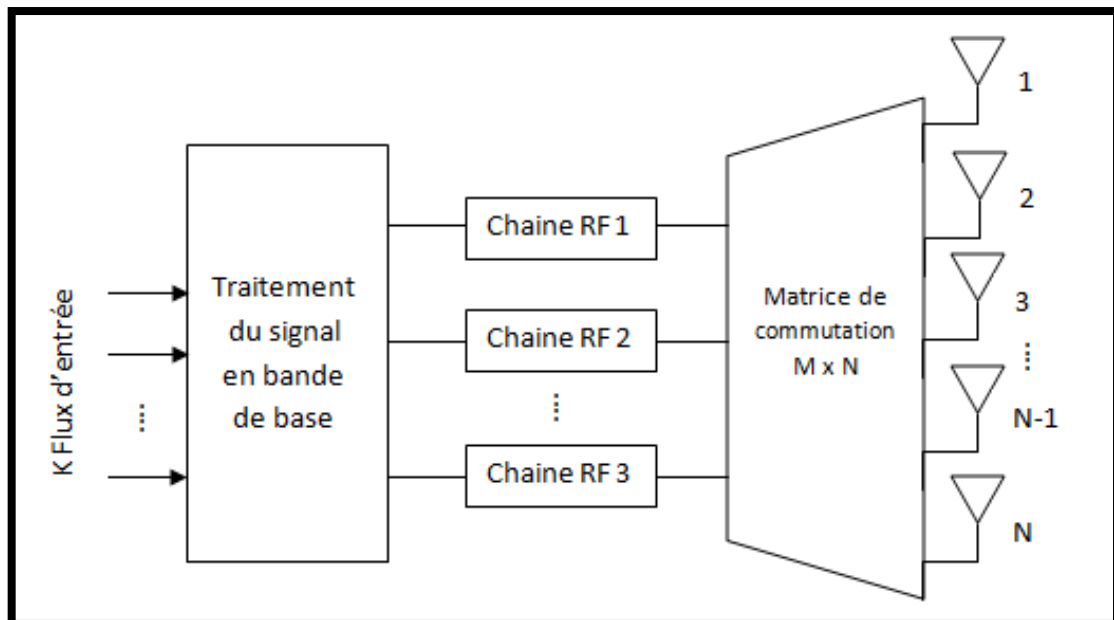 K Flux d'entrée
Traitement
du signal
en bande
de base
Chaine RF 1
Chaine RF 2
Chaine RF 3
Matrice de
commutation
M x N
1
2
3
N-1
N